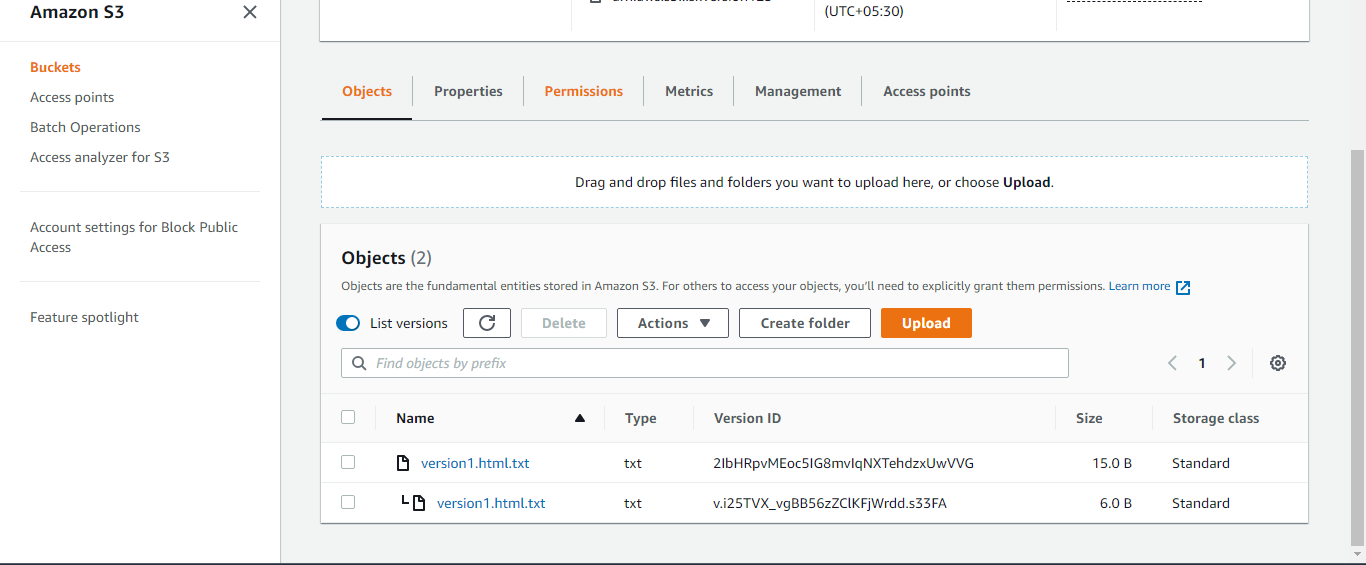 Amazon S3
(UTC+05:30)
Buckets
Access points
Batch Operations
Access analyzer for S3
Account settings for Block Public
Access
Feature spotlight
Objects
Properties
Permissions
Metrics
Management
Access points
Drag and drop files and folders you want to upload here, or choose Upload.
Objects (2)
Objects are the fundamental entities stored in Amazon S3. For others to access your objects, you'll need to explicitly grant them permissions. Learn more
List versions
Delete
Actions
Create folder
Upload
Find objects by prefix
1
Name Type Version ID Size Storage class
version1.html.txt txt 2IbHRpvMEoc5IG8mvIqNXTehdzxUwVVG 15.0 B Standard
version1.html.txt txt v.i25TVX_vgBB56zZClKFjWrdd.s33FA 6.0 B Standard